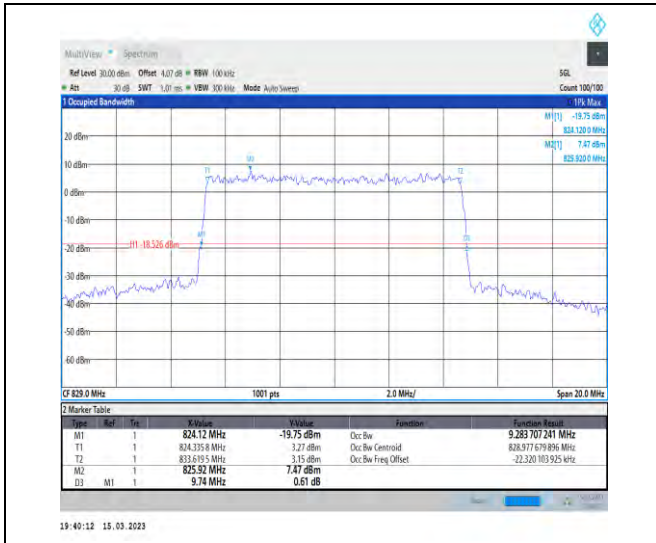 MultiView Spectrum
Ref Level 30.00 dBm Offset 4.07 dB RBW 100 kHz SGL
Att 30 dB SWT 1.01 ms VBW 300 kHz Mode Auto Sweep Count 100/100
1 Occupied Bandwidth 1Pk Max
M1[1] -19.75 dBm
824.1200 MHz
M2[1] 7.47 dBm
825.9200 MHz
20 dBm
10 dBm
0 dBm
-10 dBm
-20 dBm
-30 dBm
-40 dBm
-50 dBm
-60 dBm
T1
T2
M1
D3
H1 -18.526 dBm
CF 829.0 MHz 1001 pts 2.0 MHz/ Span 20.0 MHz
2 Marker Table
Type Ref Trc X-Value Y-Value Function Function Result
M1 1 824.12 MHz -19.75 dBm Occ Bw 9.283 707 241 MHz
T1 1 824.335 8 MHz 3.27 dBm Occ Bw Centroid 828.977 679 896 MHz
T2 1 833.619 5 MHz 3.15 dBm Occ Bw Freq Offset -22.320 103 925 kHz
M2 1 825.92 MHz 7.47 dBm
D3 M1 1 9.74 MHz 0.61 dB
19:40:12 15.03.2023